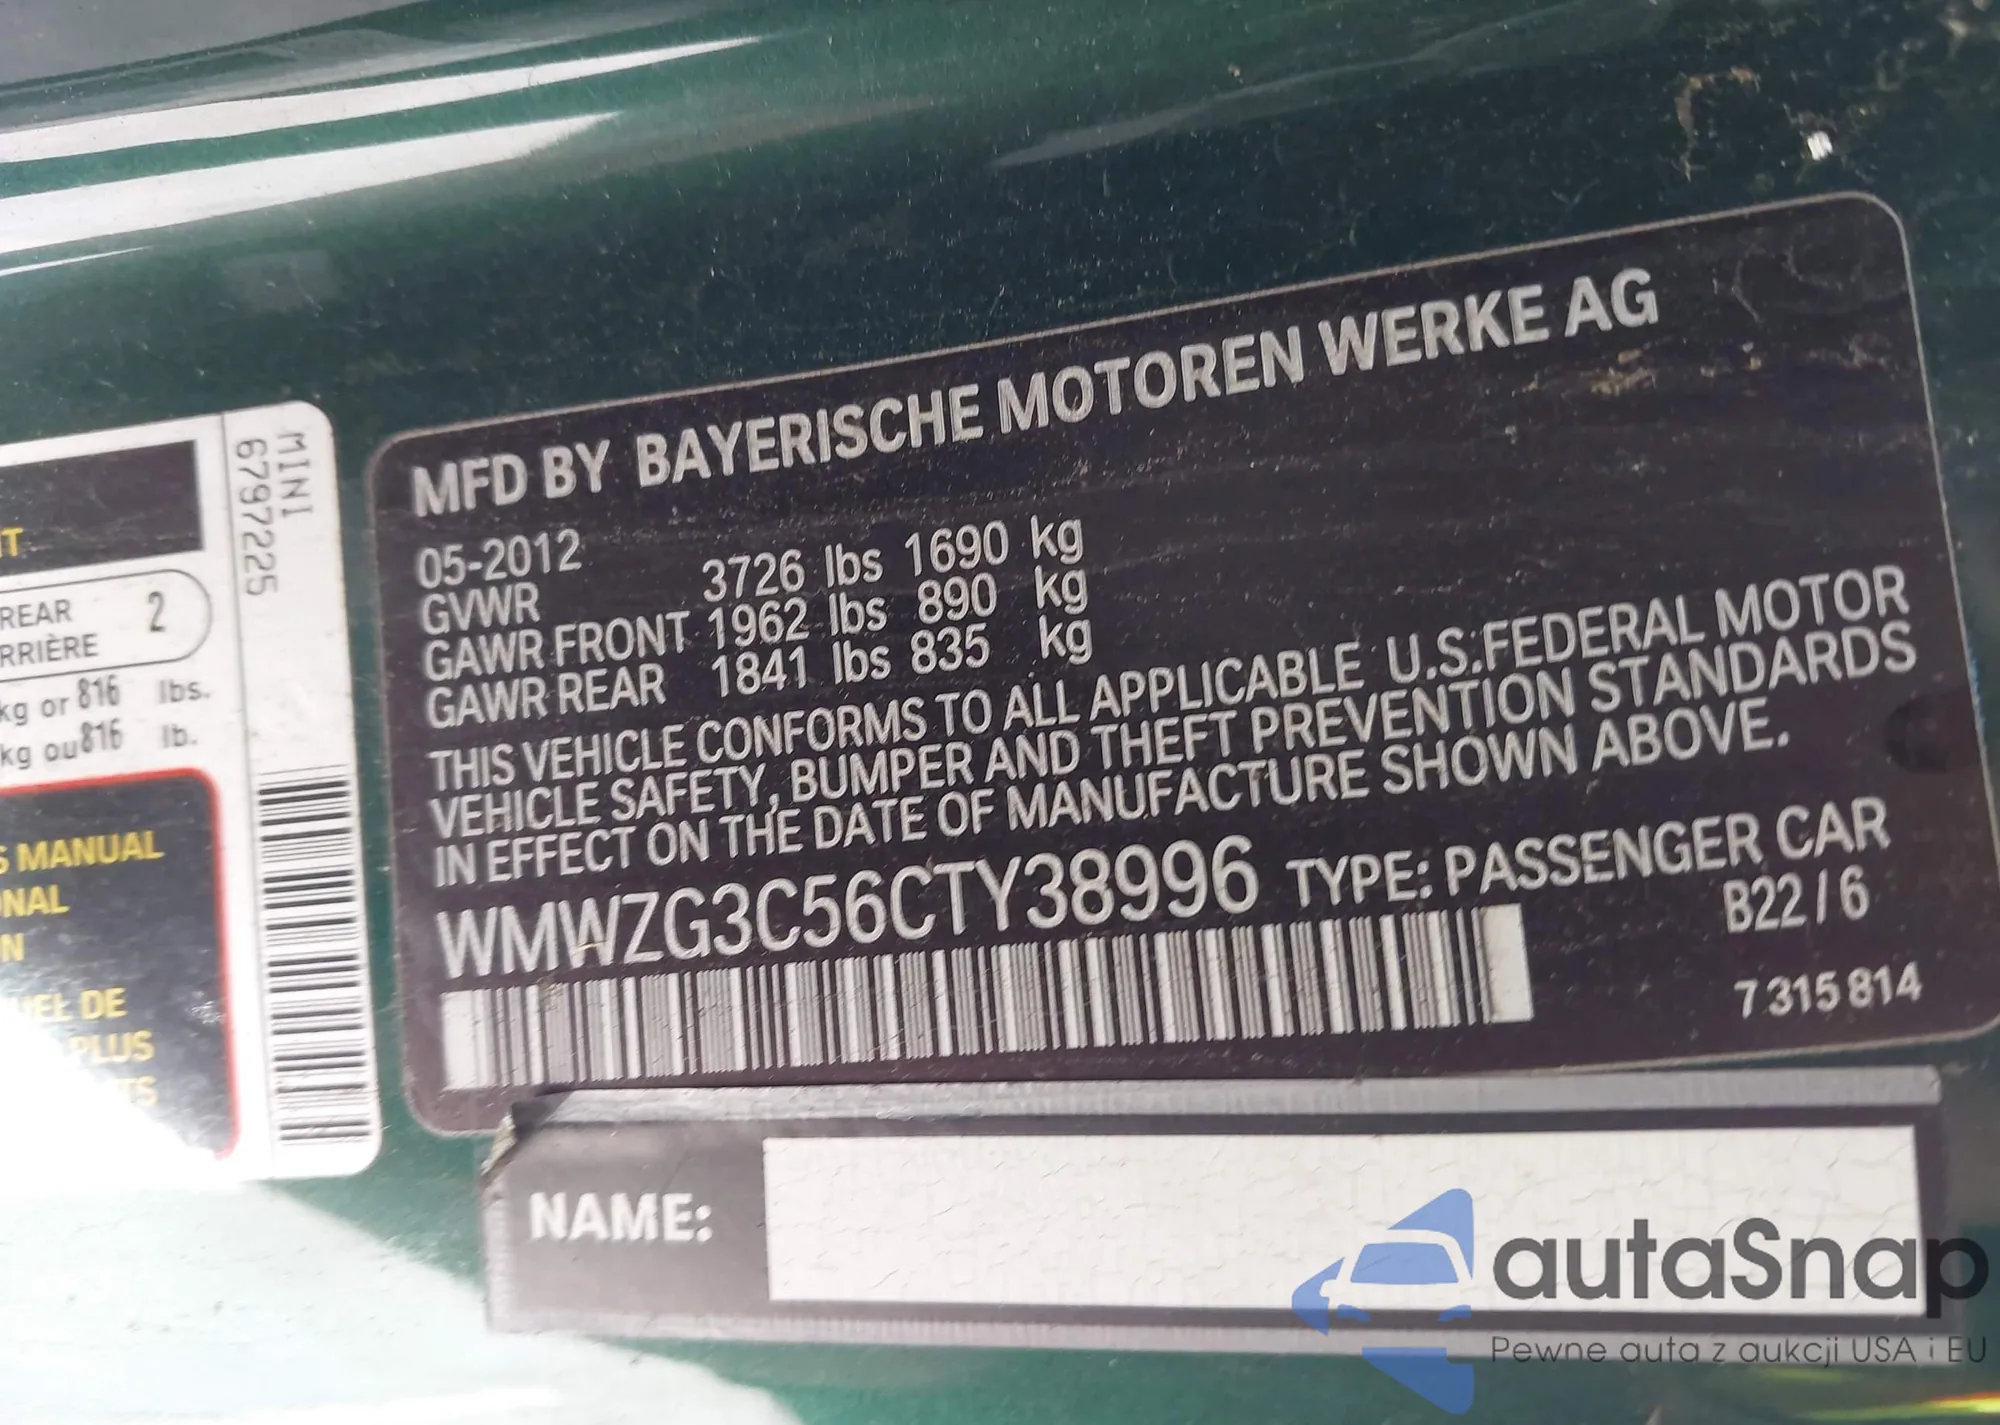 MFD BY BAYERISCHE MOTOREN WERKE AG
05-2012
GVWR 3726 lbs 1690 kg
GAWR FRONT 1962 lbs 890 kg
GAWR REAR 1841 lbs 835 kg
THIS VEHICLE CONFORMS TO ALL APPLICABLE U.S.FEDERAL MOTOR
VEHICLE SAFETY, BUMPER AND THEFT PREVENTION STANDARDS
IN EFFECT ON THE DATE OF MANUFACTURE SHOWN ABOVE.
WMWZG3C56CTY38996 TYPE: PASSENGER CAR
B22/6
7 315 814
NAME:
MINI
6797225
REAR 2
kg or 816 lbs.
kg ou 816 lb.
MANUAL
DE
PLUS
autaSnap
Pewne auta z aukcji USA i EU